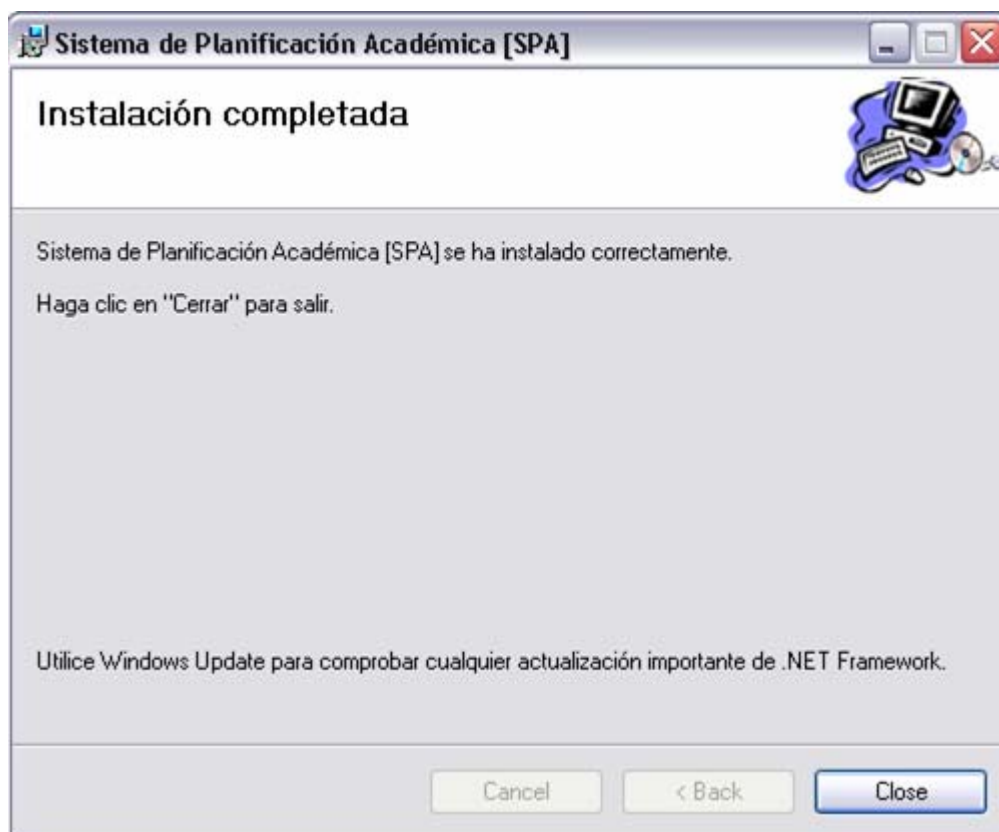 Sistema de Planificación Académica [SPA]
Instalación completada
Sistema de Planificación Académica [SPA] se ha instalado correctamente.
Haga clic en "Cerrar" para salir.
Utilice Windows Update para comprobar cualquier actualización importante de .NET Framework.
Cancel < Back Close